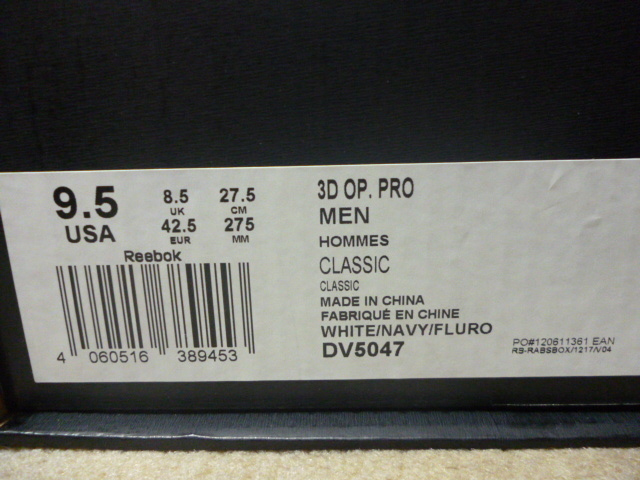 9.5
USA
8.5 27.5
UK CM
42.5 275
EUR MM
Reebok
4 060516 389453
3D OP. PRO
MEN
HOMMES
CLASSIC
CLASSIC
MADE IN CHINA
FABRIQUÉ EN CHINE
WHITE/NAVY/FLURO
DV5047
PO#120611361 EAN
RS-RABSBOX/1217/V04